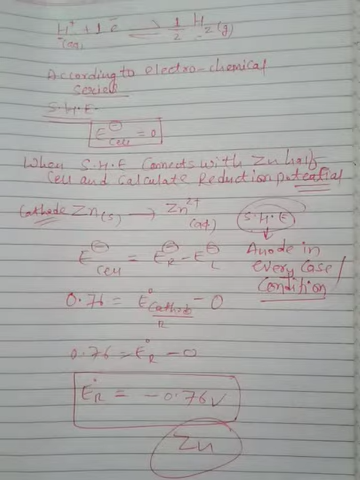 H⁺(aq) + 1e⁻ ⇌ 1/2 H₂(g)
According to electro-chemical
series
S.H.E
E°cell = 0
When S.H.E Connects with Zn half
Cell and Calculate Reduction potential
Cathode Zn(s) → Zn²⁺(aq) S.H.E
E°cell = E°R − E°L
Anode in
every Case/
Condition
0.76 = E°Cathode − 0
R
0.76 = E°R − 0
E°R = −0.76V
Zn